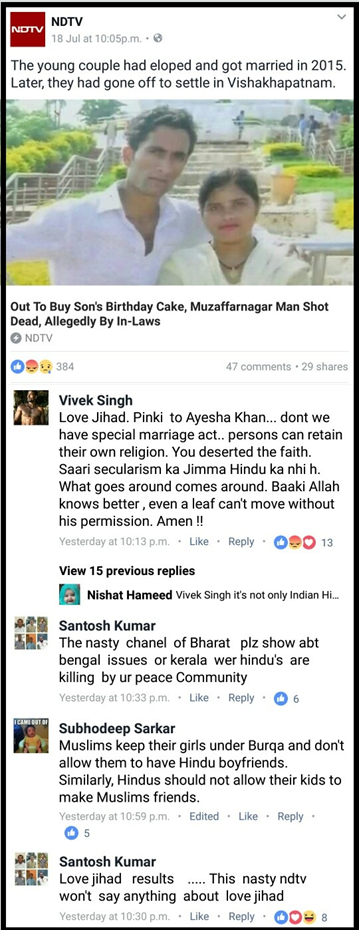 NDTV
NDTV
18 Jul at 10:05p.m. •
The young couple had eloped and got married in 2015.
Later, they had gone off to settle in Vishakhapatnam.
Out To Buy Son's Birthday Cake, Muzaffarnagar Man Shot
Dead, Allegedly By In-Laws
NDTV
384 47 comments • 29 shares
Vivek Singh
Love Jihad. Pinki to Ayesha Khan... dont we
have special marriage act.. persons can retain
their own religion. You deserted the faith.
Saari secularism ka Jimma Hindu ka nhi h.
What goes around comes around. Baaki Allah
knows better , even a leaf can't move without
his permission. Amen !!
Yesterday at 10:13 p.m. • Like • Reply • 13
View 15 previous replies
Nishat Hameed Vivek Singh it's not only Indian Hi...
Santosh Kumar
The nasty chanel of Bharat plz show abt
bengal issues or kerala wer hindu's are
killing by ur peace Community
Yesterday at 10:33 p.m. • Like • Reply • 6
I CAME OUT OF
Subhodeep Sarkar
Muslims keep their girls under Burqa and don't
allow them to have Hindu boyfriends.
Similarly, Hindus should not allow their kids to
make Muslims friends.
Yesterday at 10:59 p.m. • Edited • Like • Reply •
5
Santosh Kumar
Love jihad results ..... This nasty ndtv
won't say anything about love jihad
Yesterday at 10:30 p.m. • Like • Reply • 8